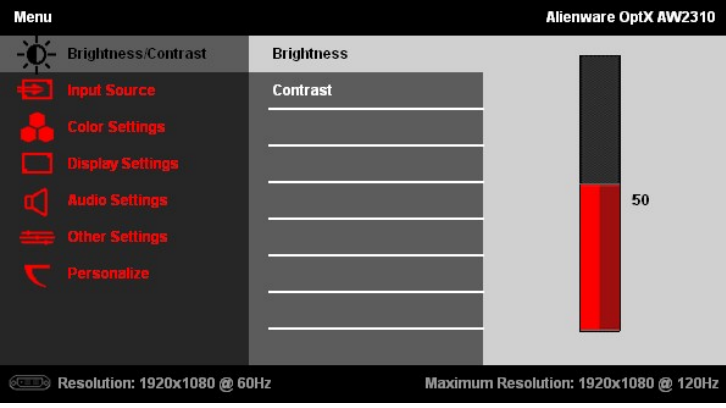 Menu
Alienware OptX AW2310
Brightness/Contrast
Brightness
Input Source
Contrast
Color Settings
Display Settings
Audio Settings
50
Other Settings
Personalize
Resolution: 1920x1080 @ 60Hz
Maximum Resolution: 1920x1080 @ 120Hz